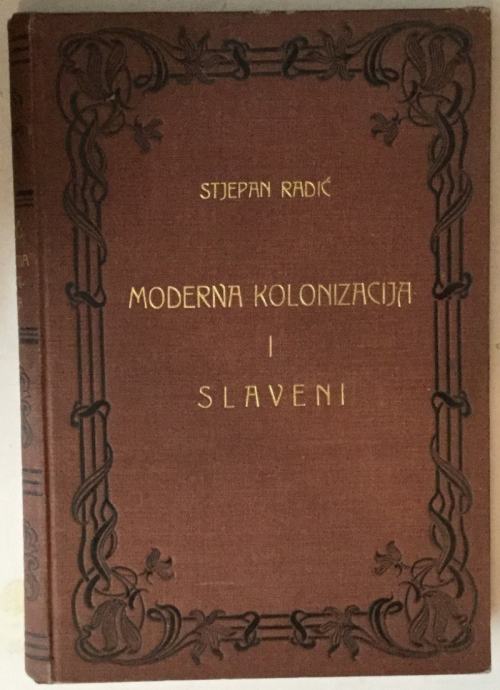 STJEPAN RADIĆ
MODERNA KOLONIZACIJA
I
SLAVENI